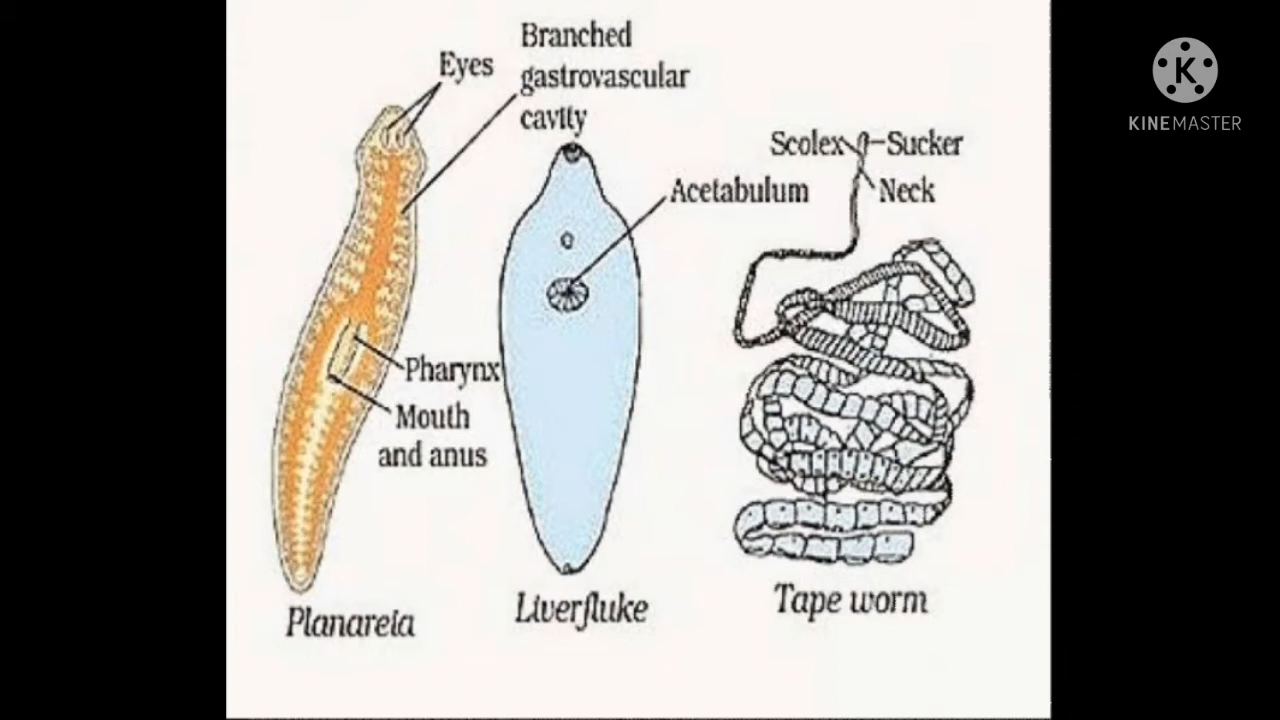 Eyes
Branched
gastrovascular
cavity
Pharynx
Mouth
and anus
Planareia
Acetabulum
Liverfluke
Scolex
Sucker
Neck
Tape worm
K
KINEMASTER